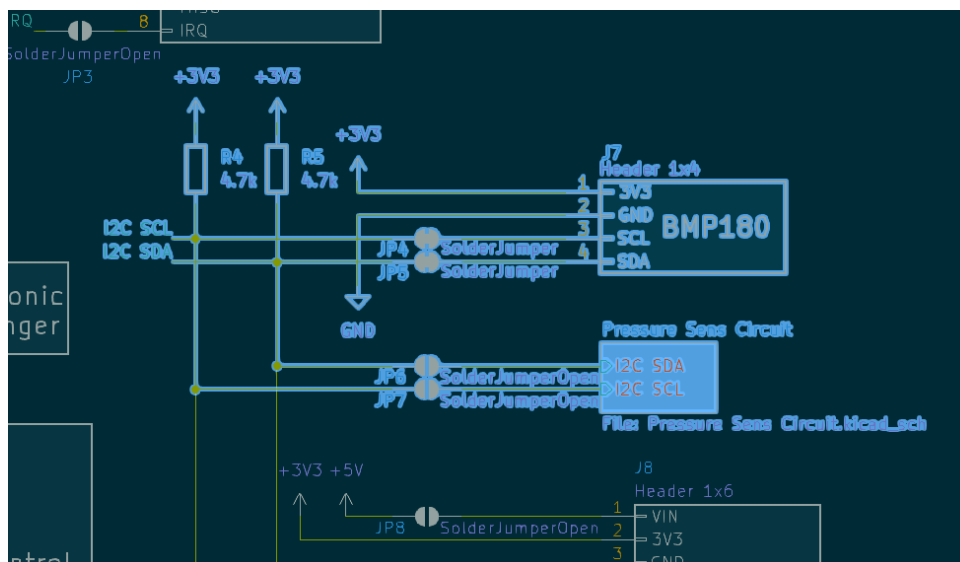 RQ
8
IRQ
SolderJumperOpen
JP3
+3V3
+3V3
+3V3
R4
4.7k
R5
4.7k
J7
Header 1x4
1
3V3
2
GND
3
SCL
4
SDA
BMP180
I2C SCL
I2C SDA
JP4
SolderJumper
JP5
SolderJumper
onic
nger
GND
Pressure Sens Circuit
I2C SDA
I2C SCL
JP6
SolderJumperOpen
JP7
SolderJumperOpen
File: Pressure Sens Circuit.kicad_sch
+3V3
+5V
J8
Header 1x6
JP8
SolderJumperOpen
1
VIN
2
3V3
3
GND